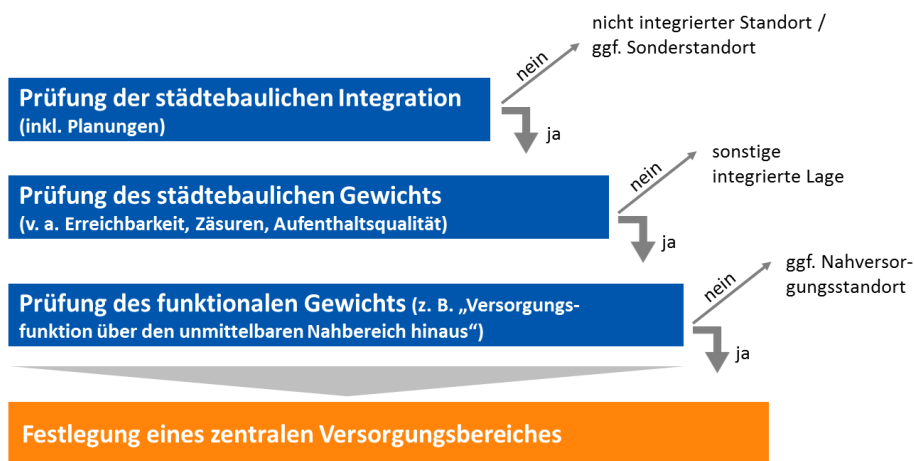 nicht integrierter Standort /
ggf. Sonderstandort
nein
Prüfung der städtebaulichen Integration
(inkl. Planungen)
ja
sonstige
integrierte Lage
nein
Prüfung des städtebaulichen Gewichts
(v. a. Erreichbarkeit, Zäsuren, Aufenthaltsqualität)
ja
ggf. Nahversor-
gungsstandort
nein
Prüfung des funktionalen Gewichts (z. B. „Versorgungs-
funktion über den unmittelbaren Nahbereich hinaus“)
ja
Festlegung eines zentralen Versorgungsbereiches